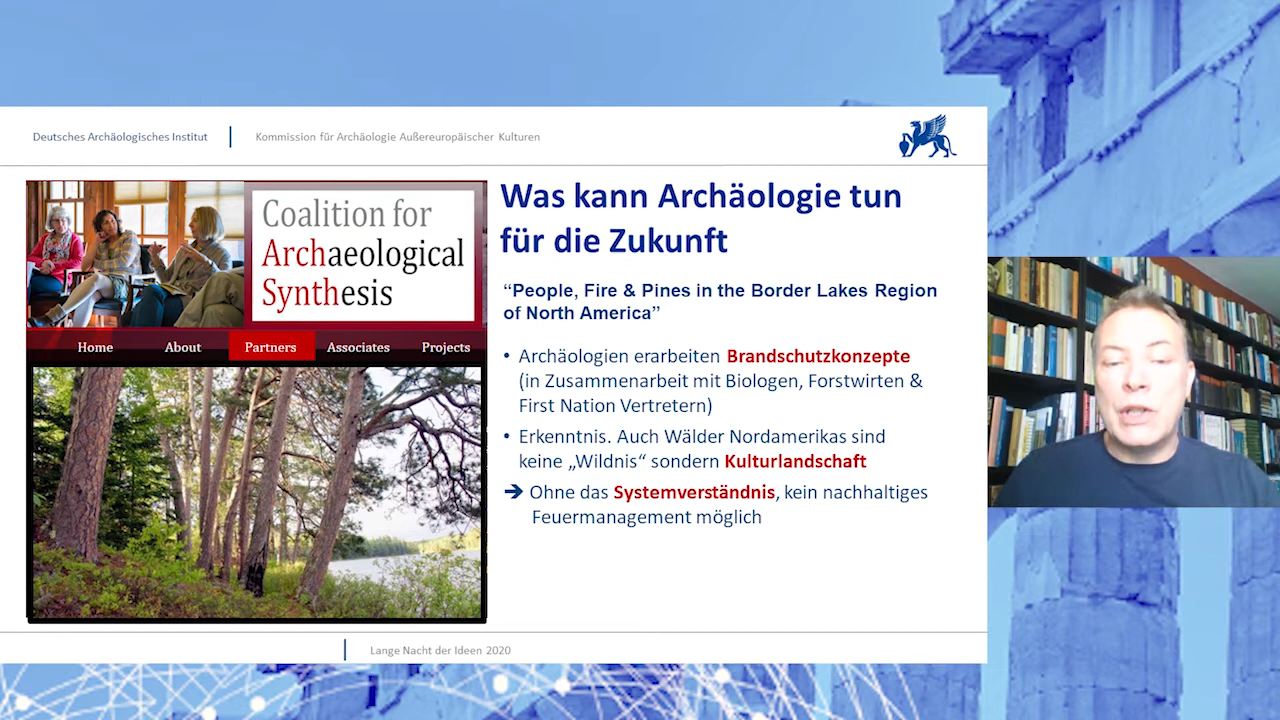 Deutsches Archäologisches Institut
Kommission für Archäologie Außereuropäischer Kulturen
Coalition for
Archaeological
Synthesis
Home
About
Partners
Associates
Projects
Was kann Archäologie tun
für die Zukunft
“People, Fire & Pines in the Border Lakes Region
of North America”
• Archäologien erarbeiten Brandschutzkonzepte
(in Zusammenarbeit mit Biologen, Forstwirten &
First Nation Vertretern)
• Erkenntnis. Auch Wälder Nordamerikas sind
keine „Wildnis“ sondern Kulturlandschaft
➔ Ohne das Systemverständnis, kein nachhaltiges
Feuermanagement möglich
Lange Nacht der Ideen 2020